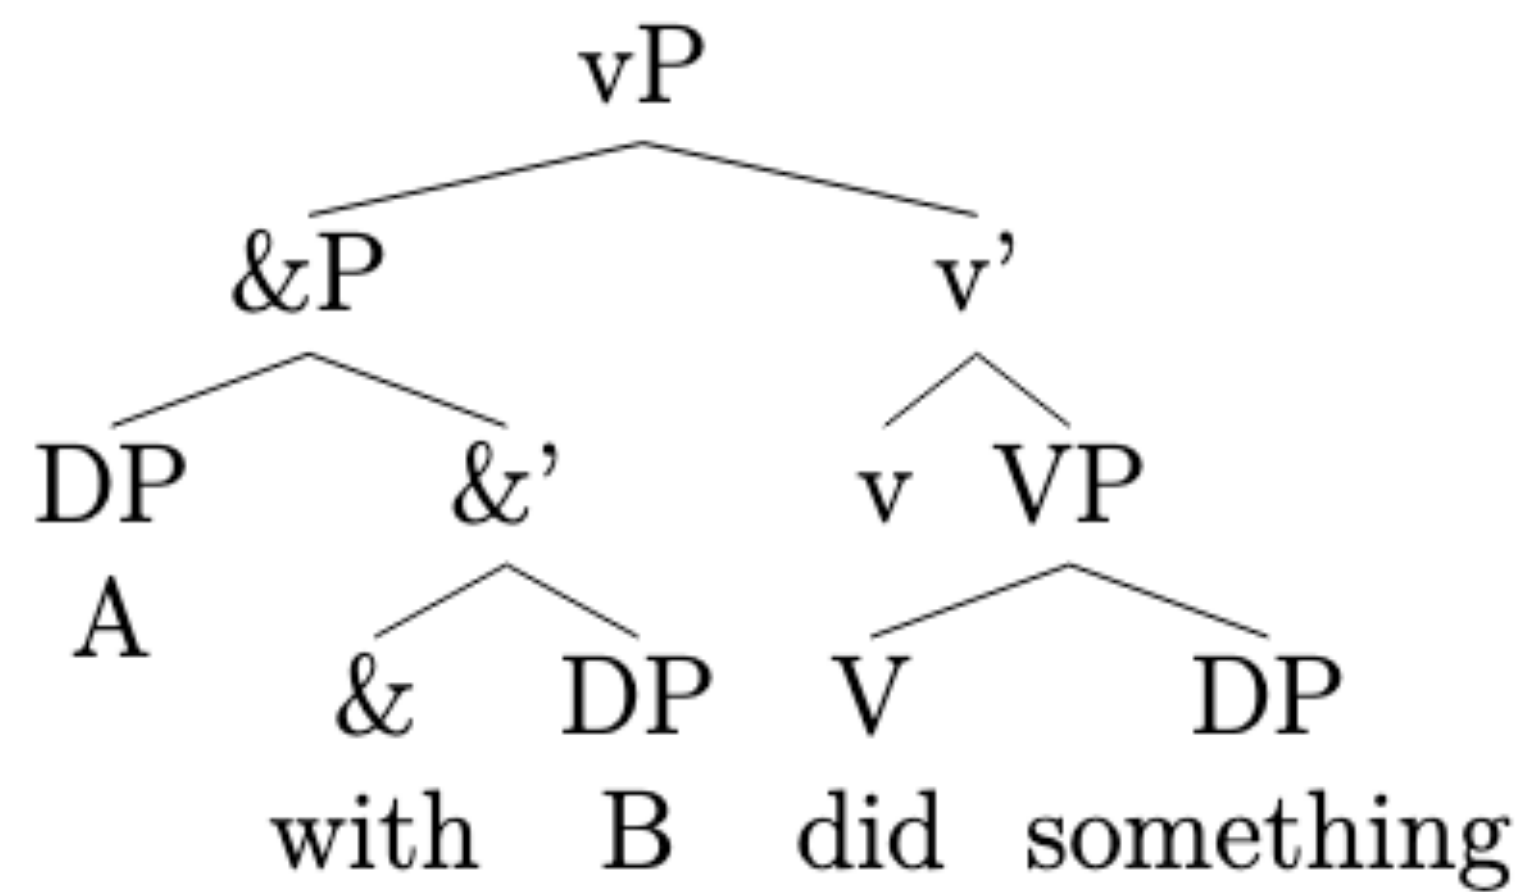 vP
&P v’
DP &’ v VP
A
& DP V DP
with B did something